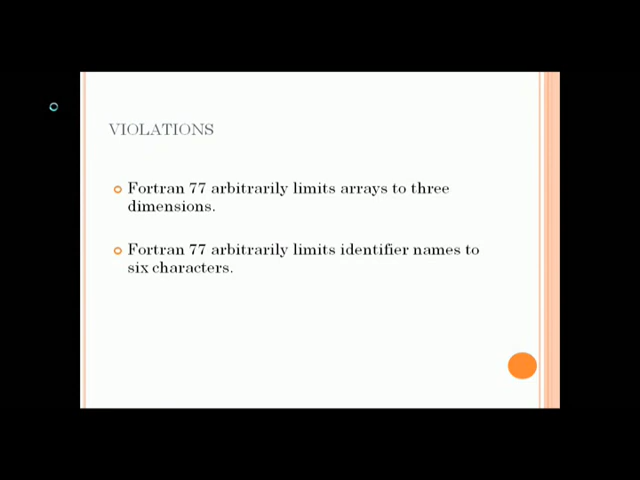 VIOLATIONS
Fortran 77 arbitrarily limits arrays to three
dimensions.
Fortran 77 arbitrarily limits identifier names to
six characters.